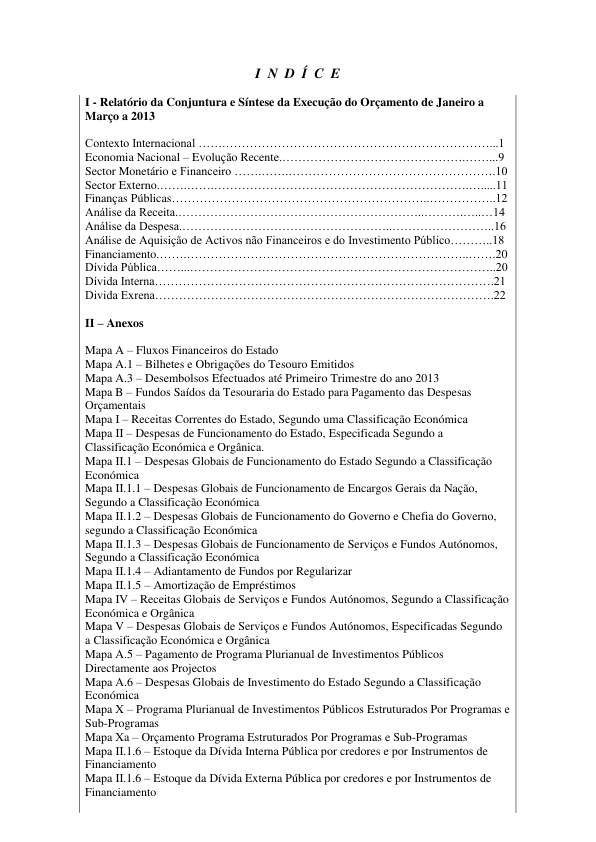 I N D Í C E
I - Relatório da Conjuntura e Síntese da Execução do Orçamento de Janeiro a
Março a 2013
Contexto Internacional …………………………………………………………………...1
Economia Nacional – Evolução Recente.…………………………………………...9
Sector Monetário e Financeiro …………………………………………………….10
Sector Externo.……………………………………………………………………....11
Finanças Públicas…………………………………………………………………..12
Análise da Receita.………………………………………………………………….14
Análise da Despesa.………………………………………………………………….16
Análise de Aquisição de Activos não Financeiros e do Investimento Público………..18
Financiamento…………………………………………………………………….20
Dívida Pública……...………………………………………………………………..20
Dívida Interna………………………………………………………………………….21
Divida Exrena………………………………………………………………………….22
II – Anexos
Mapa A – Fluxos Financeiros do Estado
Mapa A.1 – Bilhetes e Obrigações do Tesouro Emitidos
Mapa A.3 – Desembolsos Efectuados até Primeiro Trimestre do ano 2013
Mapa B – Fundos Saídos da Tesouraria do Estado para Pagamento das Despesas
Orçamentais
Mapa I – Receitas Correntes do Estado, Segundo uma Classificação Económica
Mapa II – Despesas de Funcionamento do Estado, Especificada Segundo a
Classificação Económica e Orgânica.
Mapa II.1 – Despesas Globais de Funcionamento do Estado Segundo a Classificação
Económica
Mapa II.1.1 – Despesas Globais de Funcionamento de Encargos Gerais da Nação,
Segundo a Classificação Económica
Mapa II.1.2 – Despesas Globais de Funcionamento do Governo e Chefia do Governo,
segundo a Classificação Económica
Mapa II.1.3 – Despesas Globais de Funcionamento de Serviços e Fundos Autónomos,
Segundo a Classificação Económica
Mapa II.1.4 – Adiantamento de Fundos por Regularizar
Mapa II.1.5 – Amortização de Empréstimos
Mapa IV – Receitas Globais de Serviços e Fundos Autónomos, Segundo a Classificação
Económica e Orgânica
Mapa V – Despesas Globais de Serviços e Fundos Autónomos, Especificadas Segundo
a Classificação Económica e Orgânica
Mapa A.5 – Pagamento de Programa Plurianual de Investimentos Públicos
Directamente aos Projectos
Mapa A.6 – Despesas Globais de Investimento do Estado Segundo a Classificação
Económica
Mapa X – Programa Plurianual de Investimentos Públicos Estruturados Por Programas e
Sub-Programas
Mapa Xa – Orçamento Programa Estruturados Por Programas e Sub-Programas
Mapa II.1.6 – Estoque da Dívida Interna Pública por credores e por Instrumentos de
Financiamento
Mapa II.1.6 – Estoque da Dívida Externa Pública por credores e por Instrumentos de
Financiamento